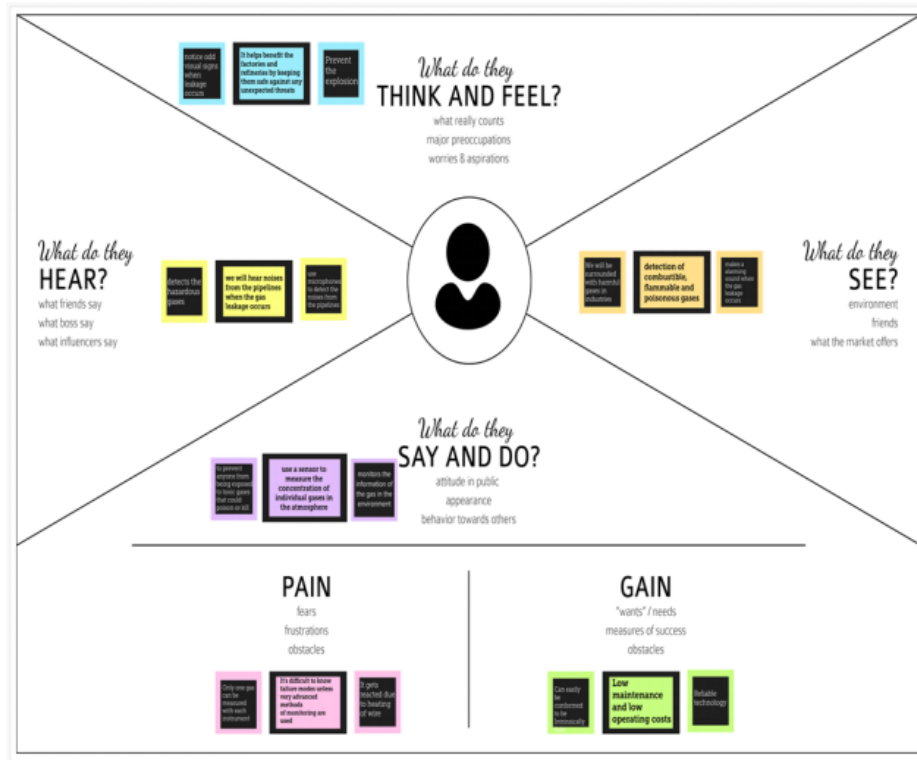 notice odd
visual signs
when
leakage
occurs
It helps benefit the
factories and
refineries by keeping
them safe against any
unexpected threats
Prevent
the
explosion
What do they
THINK AND FEEL?
what really counts
major preoccupations
worries & aspirations
What do they
HEAR?
what friends say
what boss say
what influencers say
detects the
hazardous
gases
we will hear noises
from the pipelines
when the gas
leakage occurs
use
microphones
to detect the
noises from
the pipelines
We will be
surrounded
with harmful
gases in
industries
detection of
combustible,
flammable and
poisonous gases
makes a
alarming
sound when
the gas
leakage
occurs
What do they
SEE?
environment
friends
what the market offers
What do they
SAY AND DO?
attitude in public
appearance
behavior towards others
to prevent
anyone from
being exposed
to toxic gases
that could
poison or kill
use a sensor to
measure the
concentration of
individual gases in
the atmosphere
monitors the
information of
the gas in the
environment
PAIN
fears
frustrations
obstacles
Only one gas
can be
measured
with each
instrument
It's difficult to know
failure modes unless
very advanced
methods
of monitoring are
used
It gets
reacted due
to heating
of wire
GAIN
"wants" / needs
measures of success
obstacles
Can easily
be
conformed
to be
Intrinsically
Low
maintenance
and low
operating costs
Reliable
technology